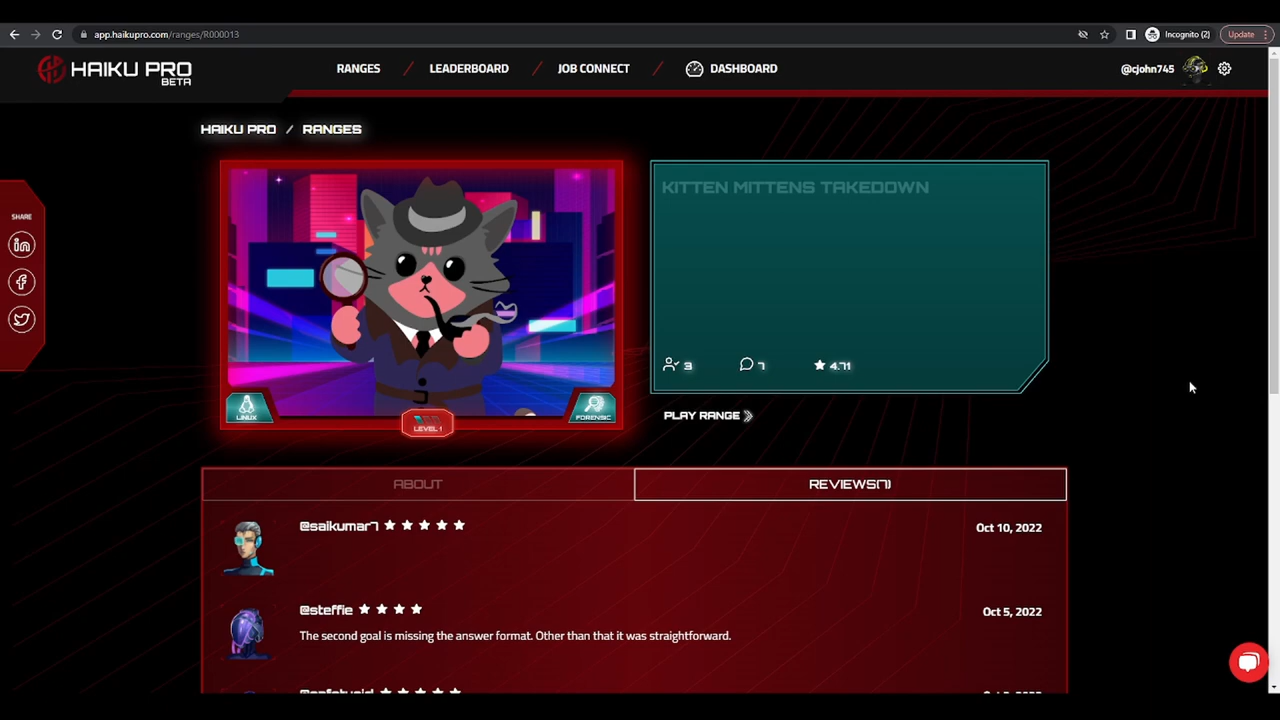 app.haikupro.com/ranges/R000013
Incognito (2)
Update
HAIKU PRO
BETA
RANGES / LEADERBOARD / JOB CONNECT / DASHBOARD
@cjohn745
HAIKU PRO / RANGES
SHARE
KITTEN MITTENS TAKEDOWN
3
7
4.71
LINUX
LEVEL 1
FORENSIC
PLAY RANGE
ABOUT
REVIEWS(7)
@saikumar7
Oct 10, 2022
@steffie
Oct 5, 2022
The second goal is missing the answer format. Other than that it was straightforward.